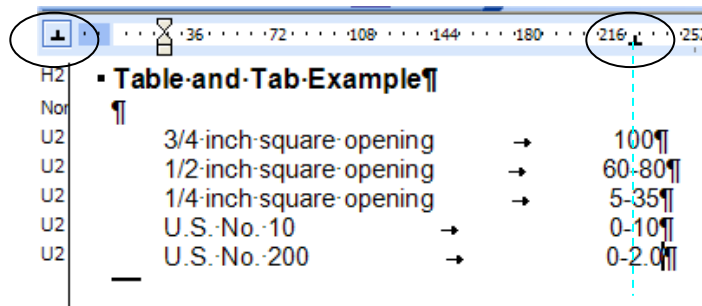 36 72 108 144 180 216 252
H2 Table and Tab Example¶
Nor ¶
U2 3/4 inch square opening → 100¶
U2 1/2 inch square opening → 60-80¶
U2 1/4 inch square opening → 5-35¶
U2 U.S. No. 10 → 0-10¶
U2 U.S. No. 200 → 0-2.0¶